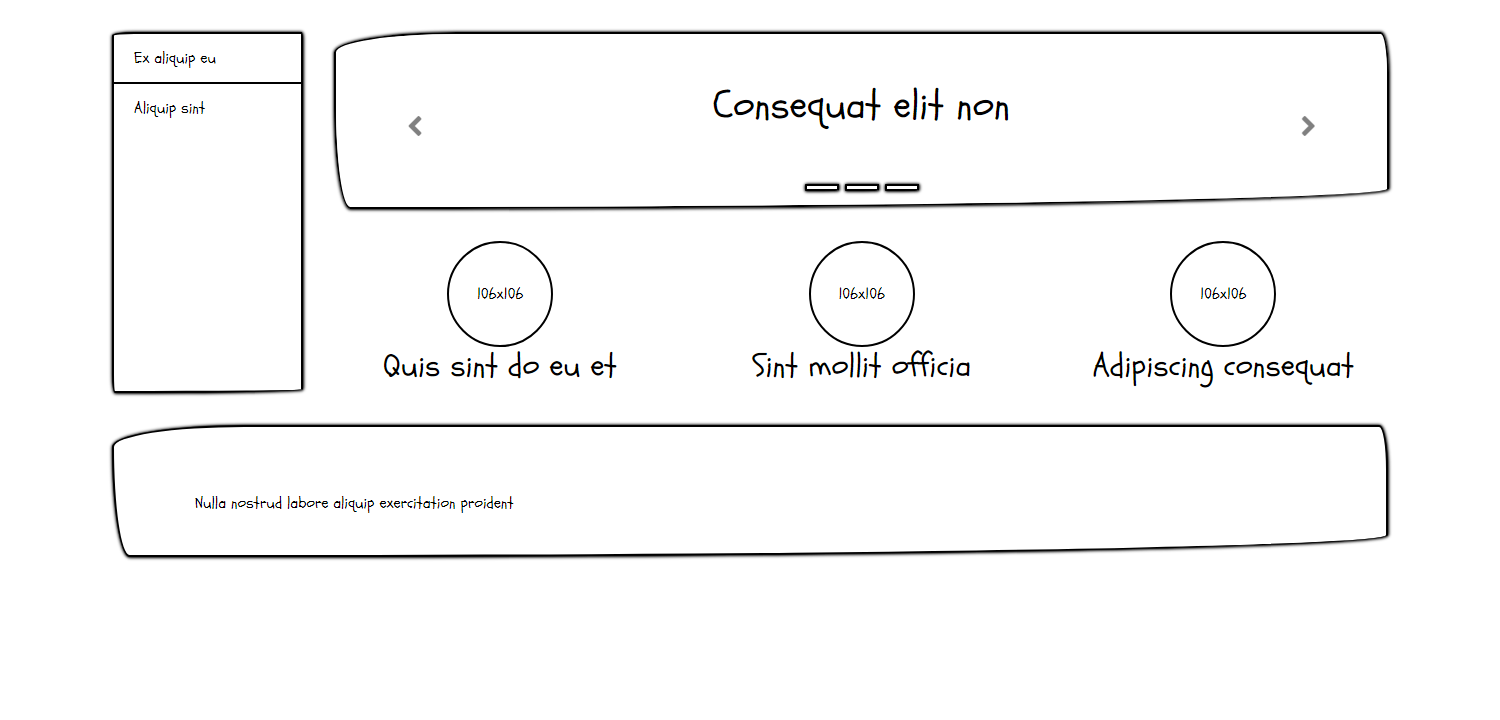 Ex aliquip eu
Aliquip sint
Consequat elit non
106x106
106x106
106x106
Quis sint do eu et
Sint mollit officia
Adipiscing consequat
Nulla nostrud labore aliquip exercitation proident